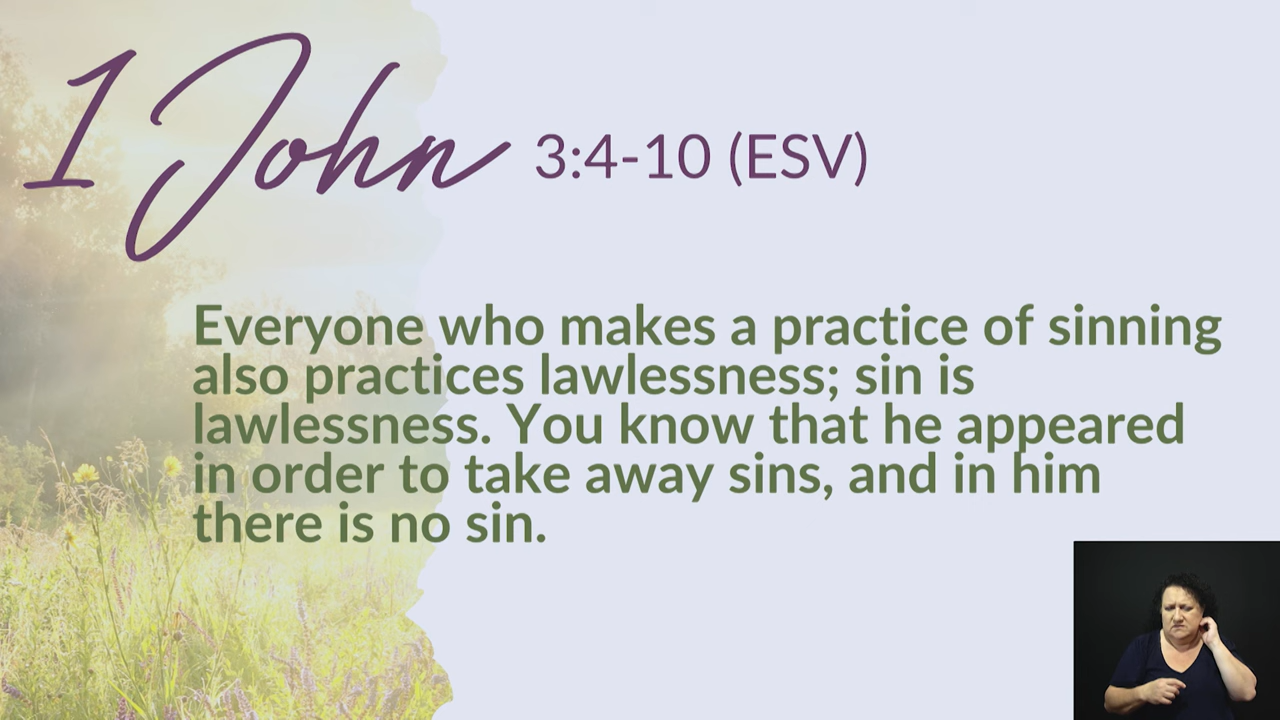 1 John 3:4-10 (ESV)
Everyone who makes a practice of sinning
also practices lawlessness; sin is
lawlessness. You know that he appeared
in order to take away sins, and in him
there is no sin.